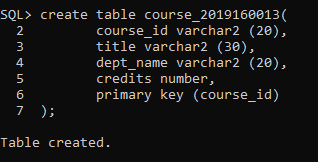 SQL> create table course_2019160013(
2 course_id varchar2 (20),
3 title varchar2 (30),
4 dept_name varchar2 (20),
5 credits number,
6 primary key (course_id)
7 );
Table created.